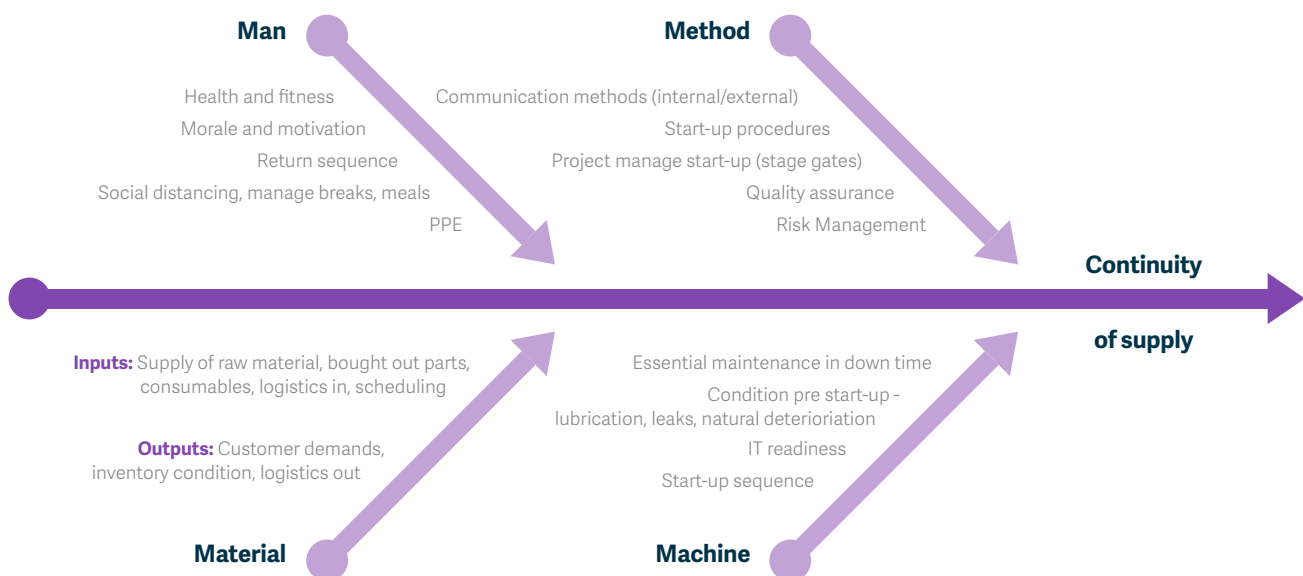 Man
Health and fitness
Morale and motivation
Return sequence
Social distancing, manage breaks, meals
PPE
Method
Communication methods (internal/external)
Start-up procedures
Project manage start-up (stage gates)
Quality assurance
Risk Management
Continuity
of supply
Inputs: Supply of raw material, bought out parts,
consumables, logistics in, scheduling
Outputs: Customer demands,
inventory condition, logistics out
Material
Essential maintenance in down time
Condition pre start-up -
lubrication, leaks, natural deterioriation
IT readiness
Start-up sequence
Machine